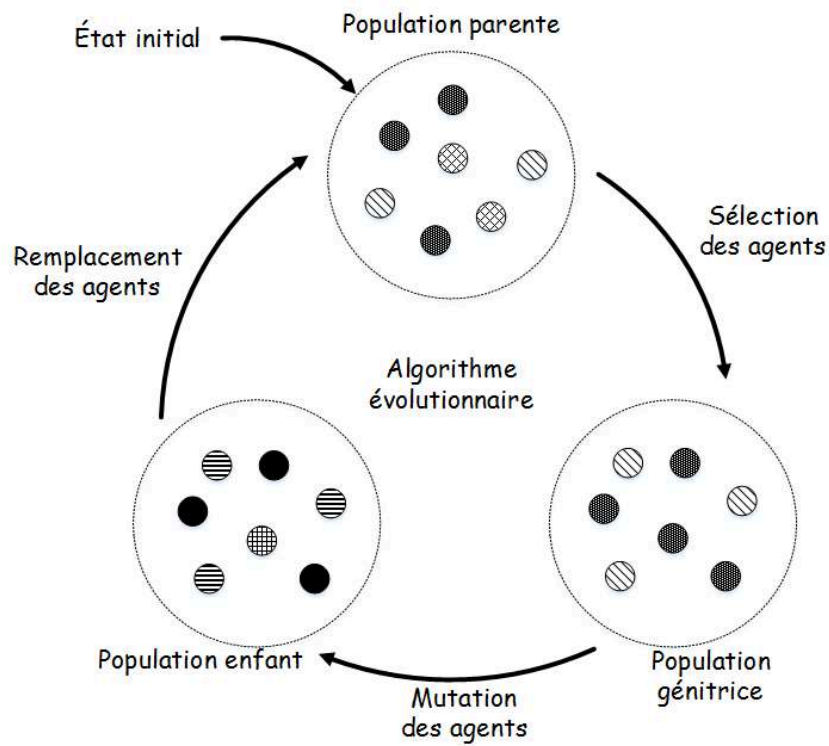 Population parente
État initial
Sélection
des agents
Remplacement
des agents
Algorithme
évolutionnaire
Population enfant
Population
génitrice
Mutation
des agents